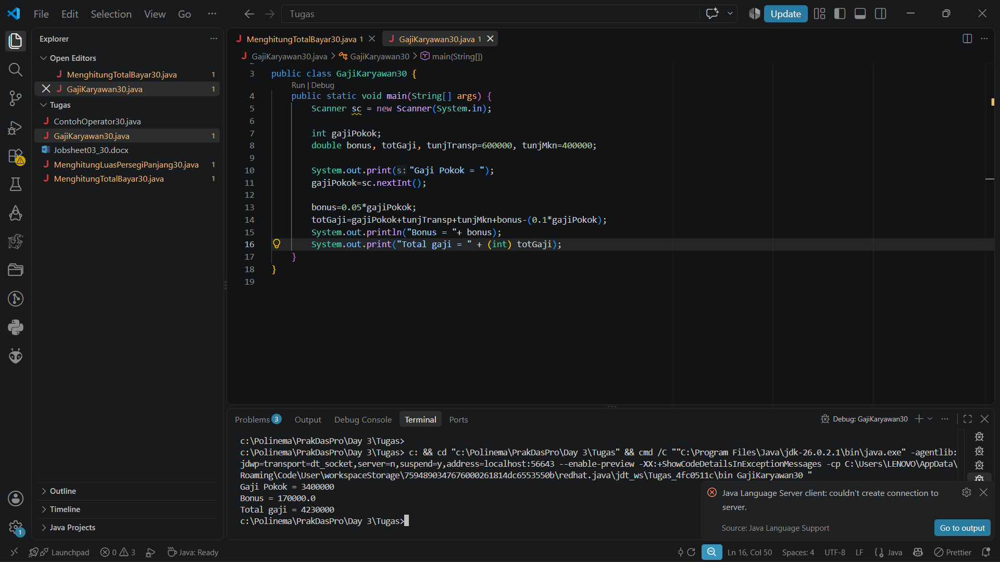 File Edit Selection View Go ···
Tugas
Update
Explorer
Open Editors
MenghitungTotalBayar30.java 1
GajiKaryawan30.java 1
Tugas
ContohOperator30.java
GajiKaryawan30.java 1
Jobsheet03_30.docx
MenghitungLuasPersegiPanjang30.java 1
MenghitungTotalBayar30.java 1
Outline
Timeline
Java Projects
MenghitungTotalBayar30.java 1
GajiKaryawan30.java 1
GajiKaryawan30.java > GajiKaryawan30 > main(String[])
3 public class GajiKaryawan30 {
Run | Debug
4 public static void main(String[] args) {
5 Scanner sc = new Scanner(System.in);
6
7 int gajiPokok;
8 double bonus, totGaji, tunjTransp=600000, tunjMkn=400000;
9
10 System.out.print(s: "Gaji Pokok = ");
11 gajiPokok=sc.nextInt();
12
13 bonus=0.05*gajiPokok;
14 totGaji=gajiPokok+tunjTransp+tunjMkn+bonus-(0.1*gajiPokok);
15 System.out.println("Bonus = "+ bonus);
16 System.out.print("Total gaji = " + (int) totGaji);
17 }
18 }
19
Problems 3 Output Debug Console Terminal Ports
Debug: GajiKaryawan30
c:\Polinema\PrakDasPro\Day 3\Tugas>
c:\Polinema\PrakDasPro\Day 3\Tugas> c: && cd "c:\Polinema\PrakDasPro\Day 3\Tugas" && cmd /C ""C:\Program Files\Java\jdk-26.0.2.1\bin\java.exe" -agentlib:
jdwp=transport=dt_socket,server=n,suspend=y,address=localhost:56643 --enable-preview -XX:+ShowCodeDetailsInExceptionMessages -cp C:\Users\LENOVO\AppData\
Roaming\Code\User\workspaceStorage\7594890347676000261814dc6553550b\redhat.java\jdt_ws\Tugas_4fc0511c\bin GajiKaryawan30 "
Gaji Pokok = 3400000
Bonus = 170000.0
Total gaji = 4230000
c:\Polinema\PrakDasPro\Day 3\Tugas>
Java Language Server client: couldn't create connection to
server.
Source: Java Language Support
Go to output
1
Launchpad 0 3 Java: Ready
Ln 16, Col 50 Spaces: 4 UTF-8 LF {} Java Prettier